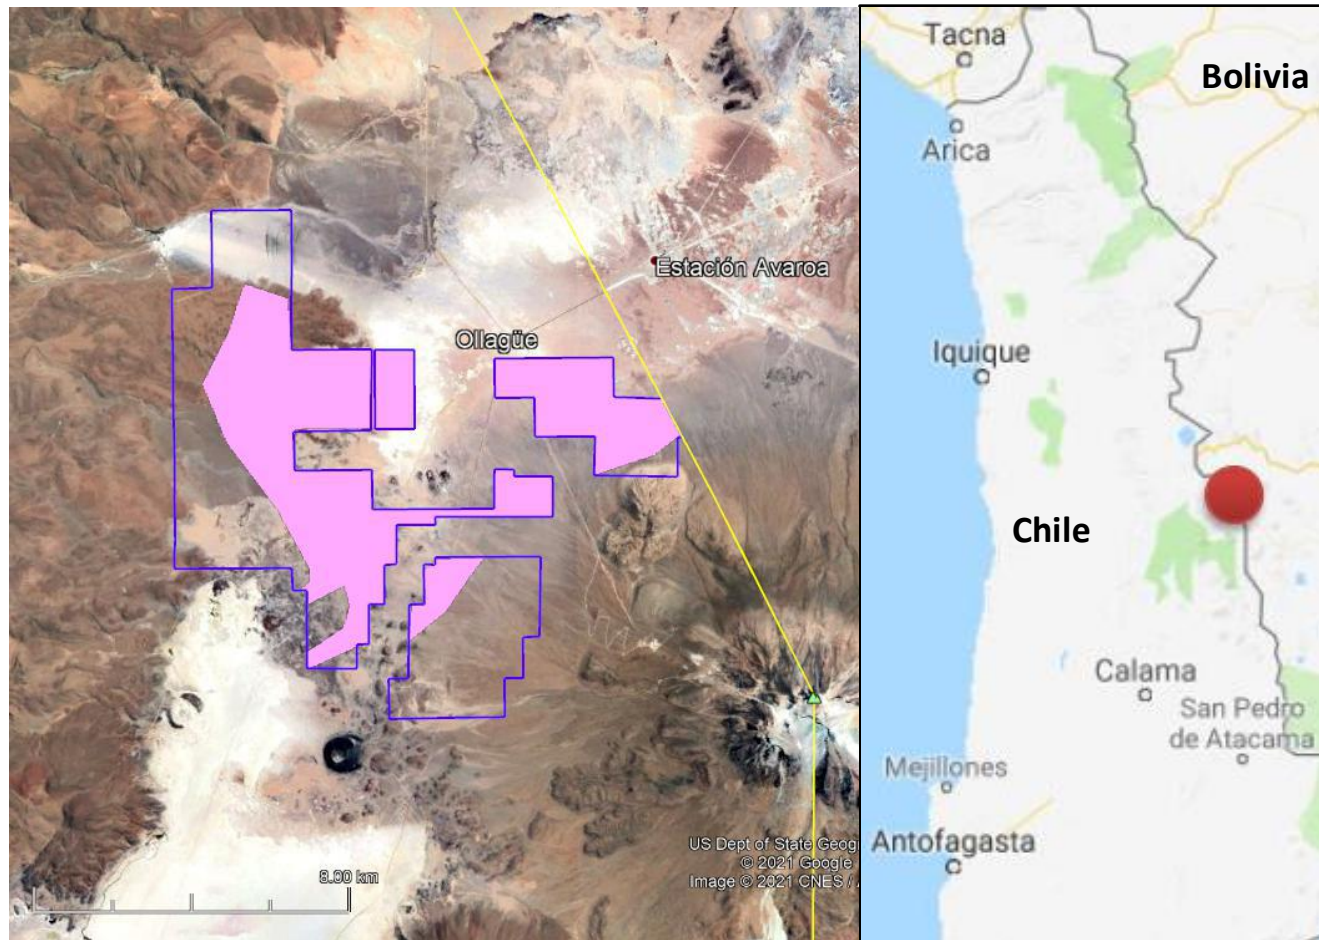 Estación Avaroa
Ollagüe
8.00 km
US Dept of State Geog
© 2021 Google
Image © 2021 CNES /
Tacna
Bolivia
Arica
Iquique
Chile
Calama
San Pedro
de Atacama
Mejillones
Antofagasta